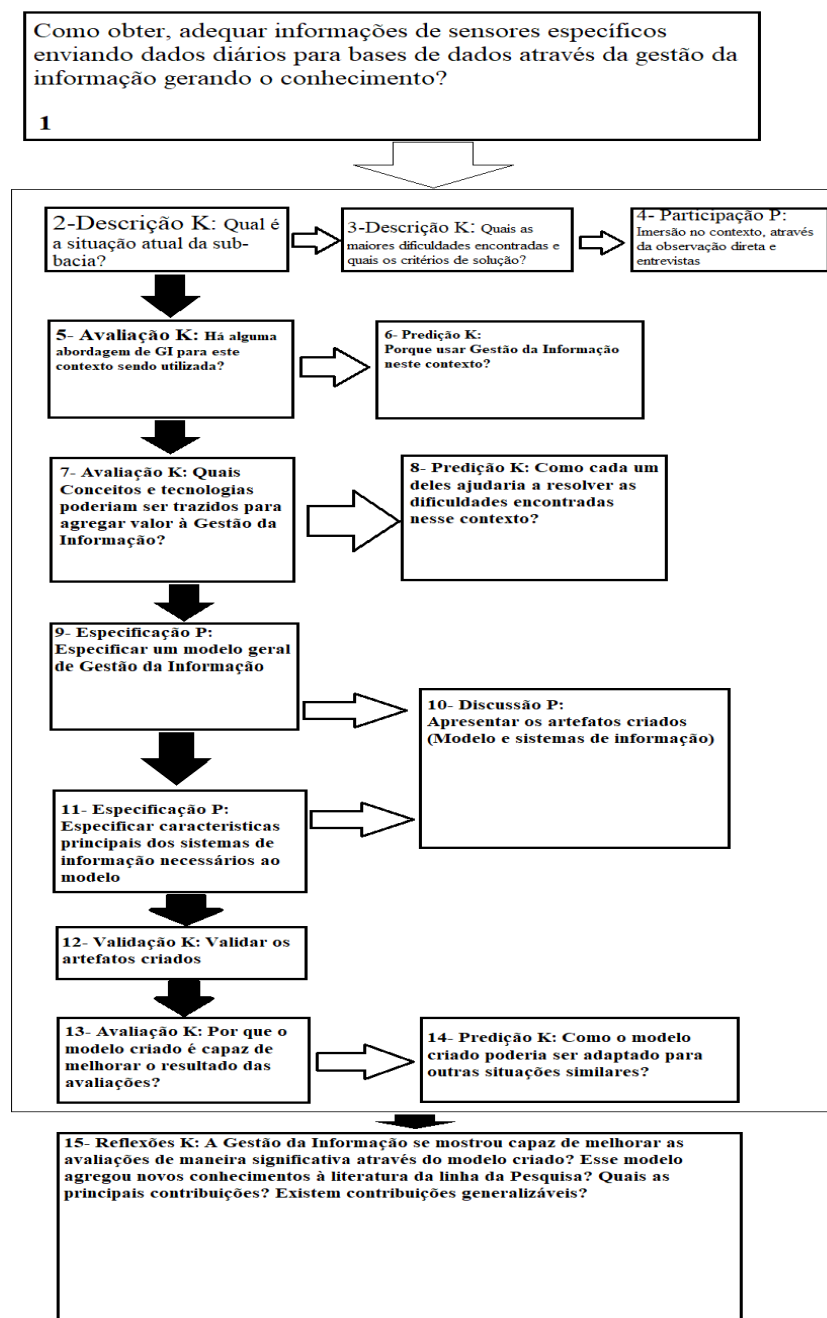 Como obter, adequar informações de sensores específicos
enviando dados diários para bases de dados através da gestão da
informação gerando o conhecimento?
1
2-Descrição K: Qual é
a situação atual da sub-
bacia?
3-Descrição K: Quais as
maiores dificuldades encontradas e
quais os critérios de solução?
4- Participação P:
Imersão no contexto, através
da observação direta e
entrevistas
5- Avaliação K: Há alguma
abordagem de GI para este
contexto sendo utilizada?
6- Predição K:
Porque usar Gestão da Informação
neste contexto?
7- Avaliação K: Quais
Conceitos e tecnologias
poderiam ser trazidos para
agregar valor à Gestão da
Informação?
8- Predição K: Como cada um
deles ajudaria a resolver as
dificuldades encontradas
nesse contexto?
9- Especificação P:
Especificar um modelo geral
de Gestão da Informação
10- Discussão P:
Apresentar os artefatos criados
(Modelo e sistemas de informação)
11- Especificação P:
Especificar caracteristicas
principais dos sistemas de
informação necessários ao
modelo
12- Validação K: Validar os
artefatos criados
13- Avaliação K: Por que o
modelo criado é capaz de
melhorar o resultado das
avaliações?
14- Predição K: Como o modelo
criado poderia ser adaptado para
outras situações similares?
15- Reflexões K: A Gestão da Informação se mostrou capaz de melhorar as
avaliações de maneira significativa através do modelo criado? Esse modelo
agregou novos conhecimentos à literatura da linha da Pesquisa? Quais as
principais contribuições? Existem contribuições generalizáveis?